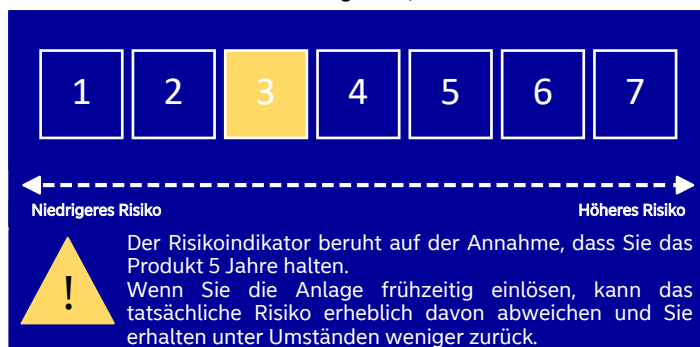 1 2 3 4 5 6 7
Niedrigeres Risiko Höheres Risiko
! Der Risikoindikator beruht auf der Annahme, dass Sie das
Produkt 5 Jahre halten.
Wenn Sie die Anlage frühzeitig einlösen, kann das
tatsächliche Risiko erheblich davon abweichen und Sie
erhalten unter Umständen weniger zurück.